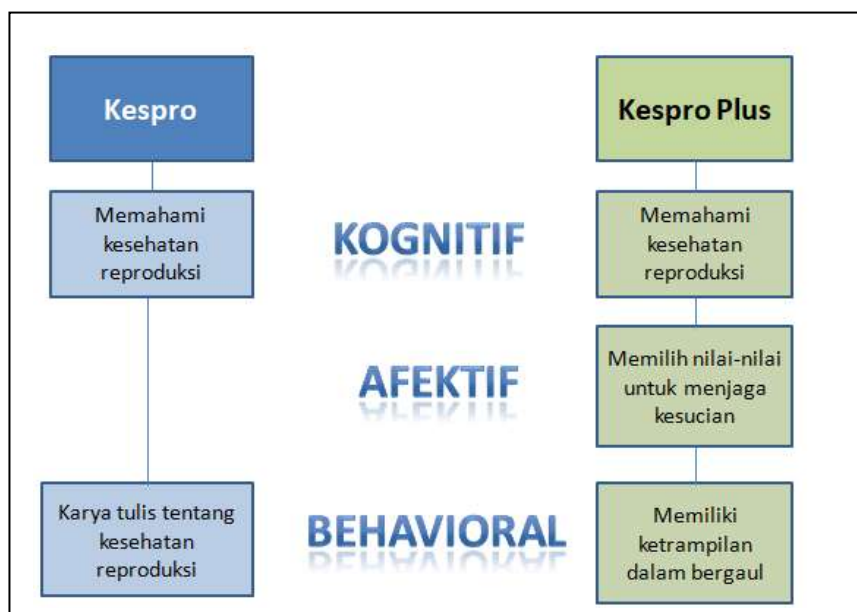 Kespro
Kespro Plus
Memahami
kesehatan
reproduksi
KOGNITIF
Memahami
kesehatan
reproduksi
AFEKTIF
Memilih nilai-nilai
untuk menjaga
kesucian
Karya tulis tentang
kesehatan
reproduksi
BEHAVIORAL
Memiliki
ketrampilan
dalam bergaul